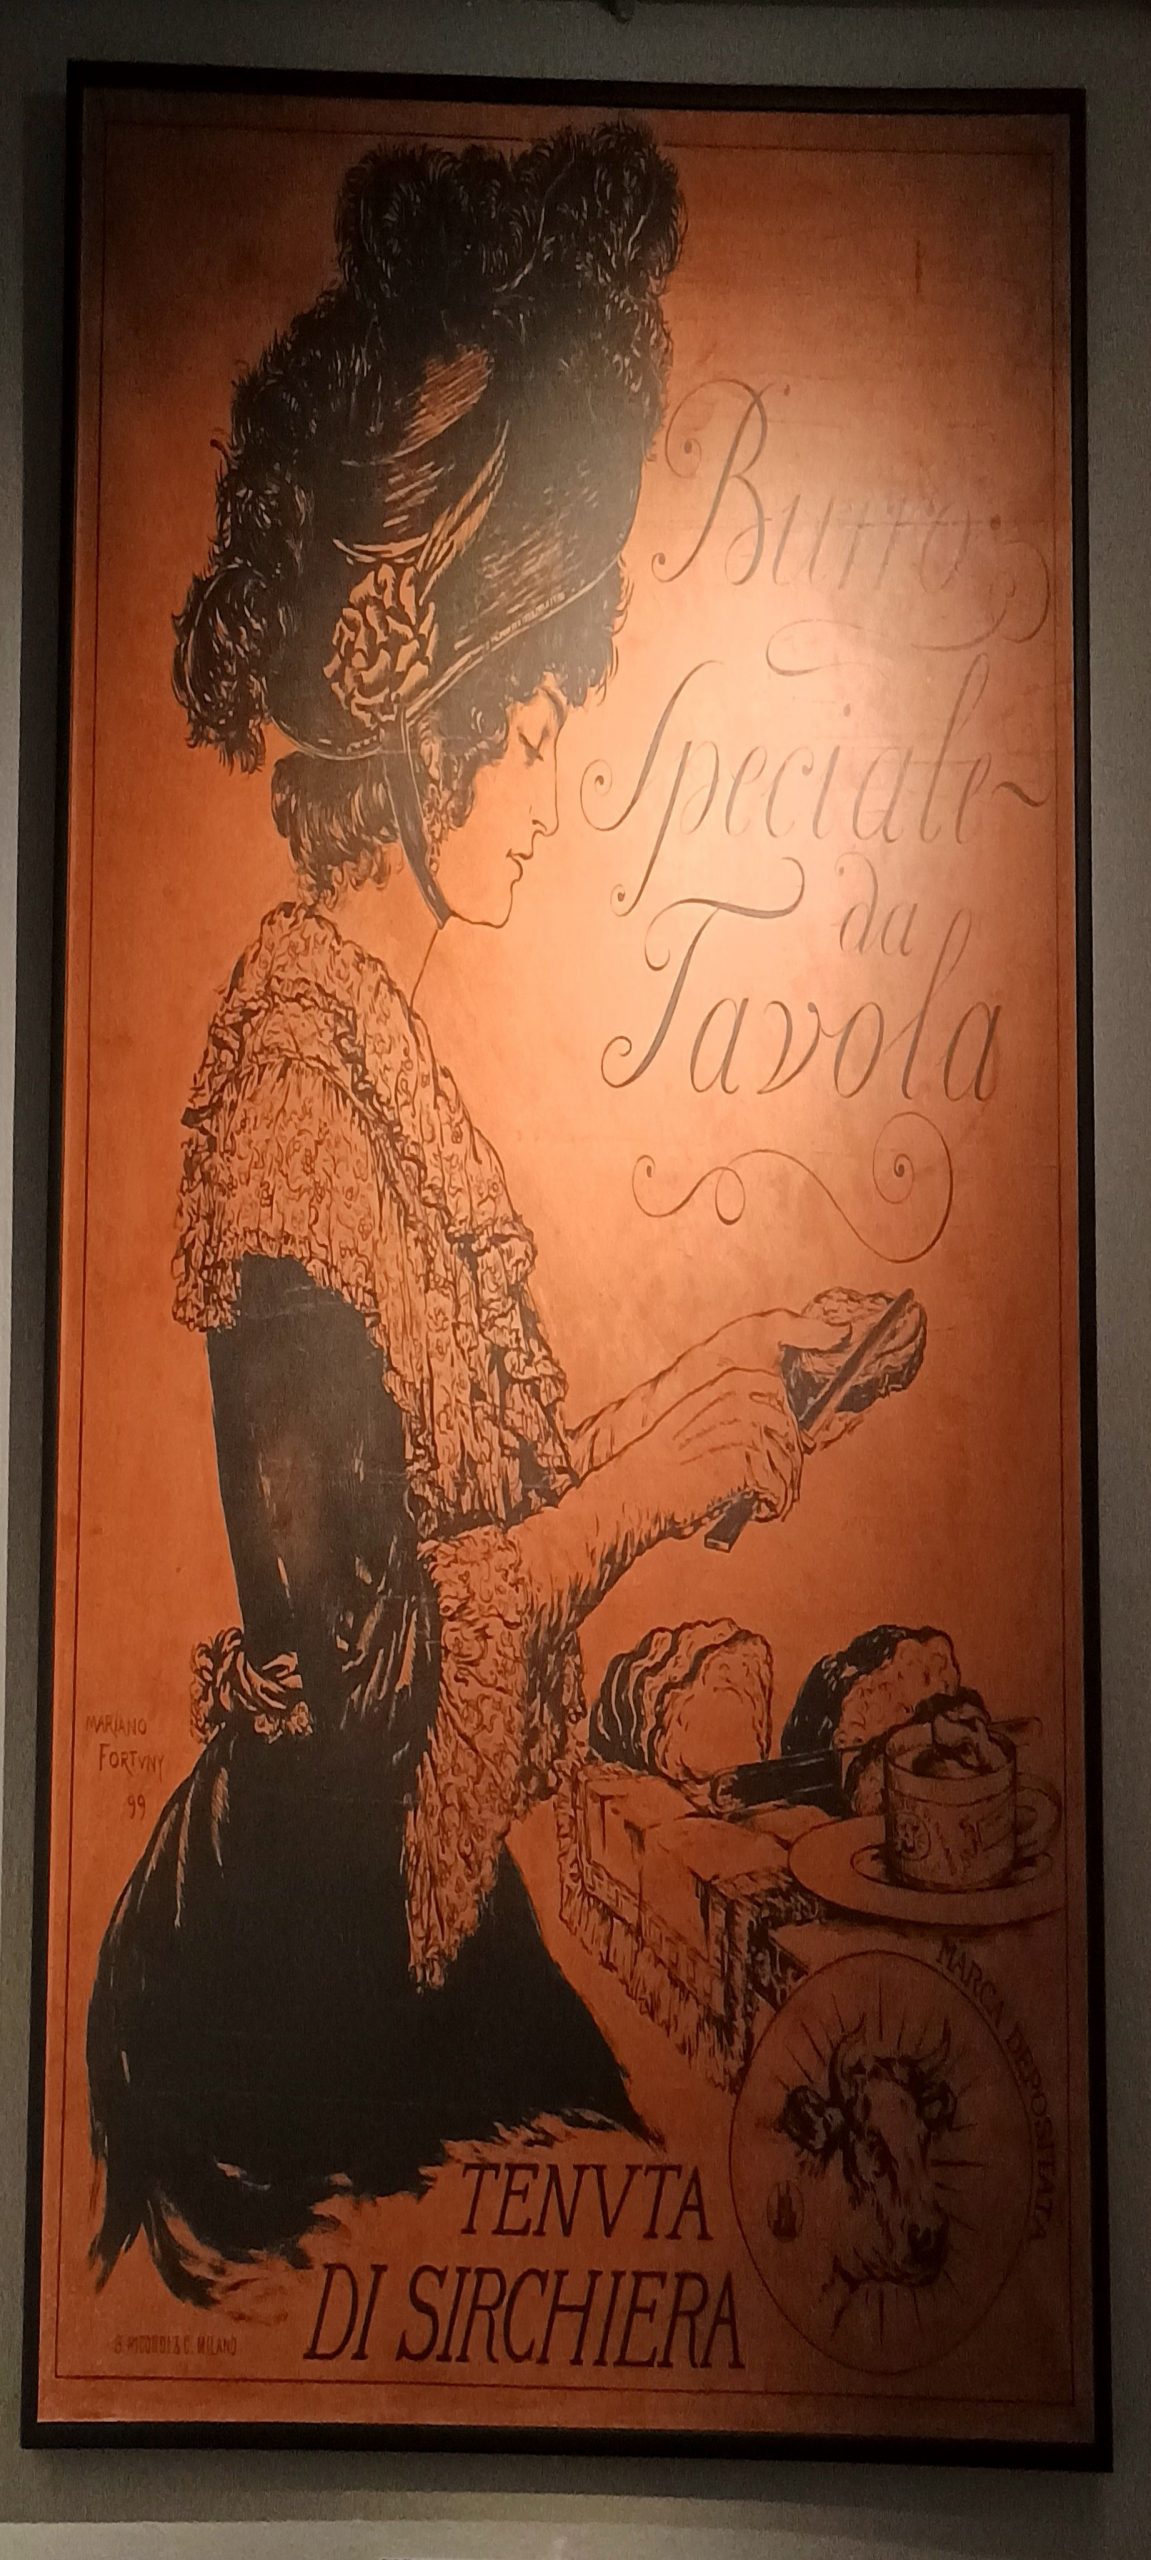 Burro
Speciale
da
Tavola
MARIANO
FORTVNY
99
MARCA DEPOSITATA
TENVTA
DI SIRCHIERA
G. RICORDI & C. MILANO